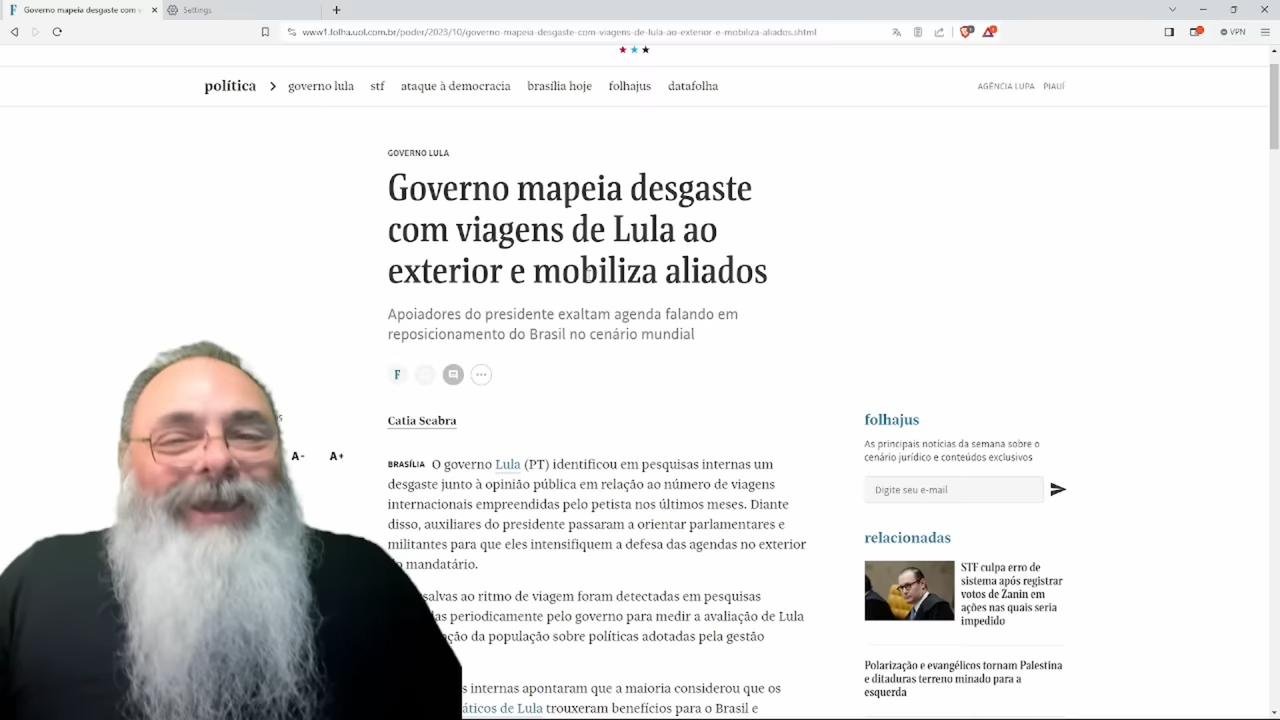 Governo mapeia desgaste com v
Settings
www1.folha.uol.com.br/poder/2023/10/governo-mapeia-desgaste-com-viagens-de-lula-ao-exterior-e-mobiliza-aliados.shtml
VPN
política
governo lula
stf
ataque à democracia
brasília hoje
folhajus
datafolha
AGÊNCIA LUPA
PIAUÍ
GOVERNO LULA
Governo mapeia desgaste
com viagens de Lula ao
exterior e mobiliza aliados
Apoiadores do presidente exaltam agenda falando em
reposicionamento do Brasil no cenário mundial
F
Catia Seabra
A-
A+
BRASÍLIA O governo Lula (PT) identificou em pesquisas internas um
desgaste junto à opinião pública em relação ao número de viagens
internacionais empreendidas pelo petista nos últimos meses. Diante
disso, auxiliares do presidente passaram a orientar parlamentares e
militantes para que eles intensifiquem a defesa das agendas no exterior
mandatário.
salvas ao ritmo de viagem foram detectadas em pesquisas
as periodicamente pelo governo para medir a avaliação de Lula
ção da população sobre políticas adotadas pela gestão
s internas apontaram que a maioria considerou que os
áticos de Lula trouxeram benefícios para o Brasil e
folhajus
As principais notícias da semana sobre o
cenário jurídico e conteúdos exclusivos
Digite seu e-mail
relacionadas
STF culpa erro de
sistema após registrar
votos de Zanin em
ações nas quais seria
impedido
Polarização e evangélicos tornam Palestina
e ditaduras terreno minado para a
esquerda